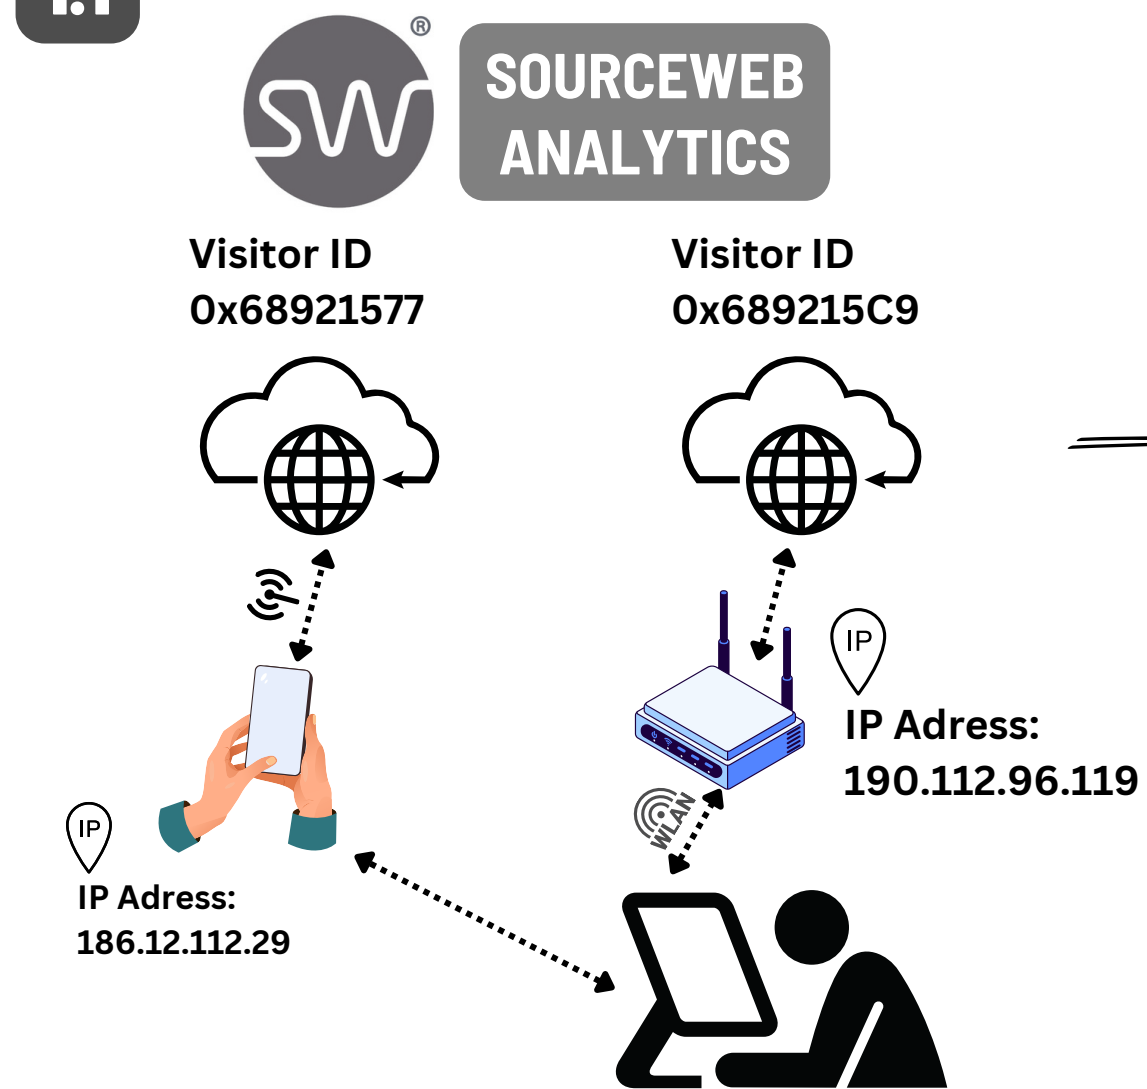 SW
®
SOURCEWEB
ANALYTICS
Visitor ID
0x68921577
Visitor ID
0x689215C9
IP
IP Adress:
190.112.96.119
WLAN
IP
IP Adress:
186.12.112.29